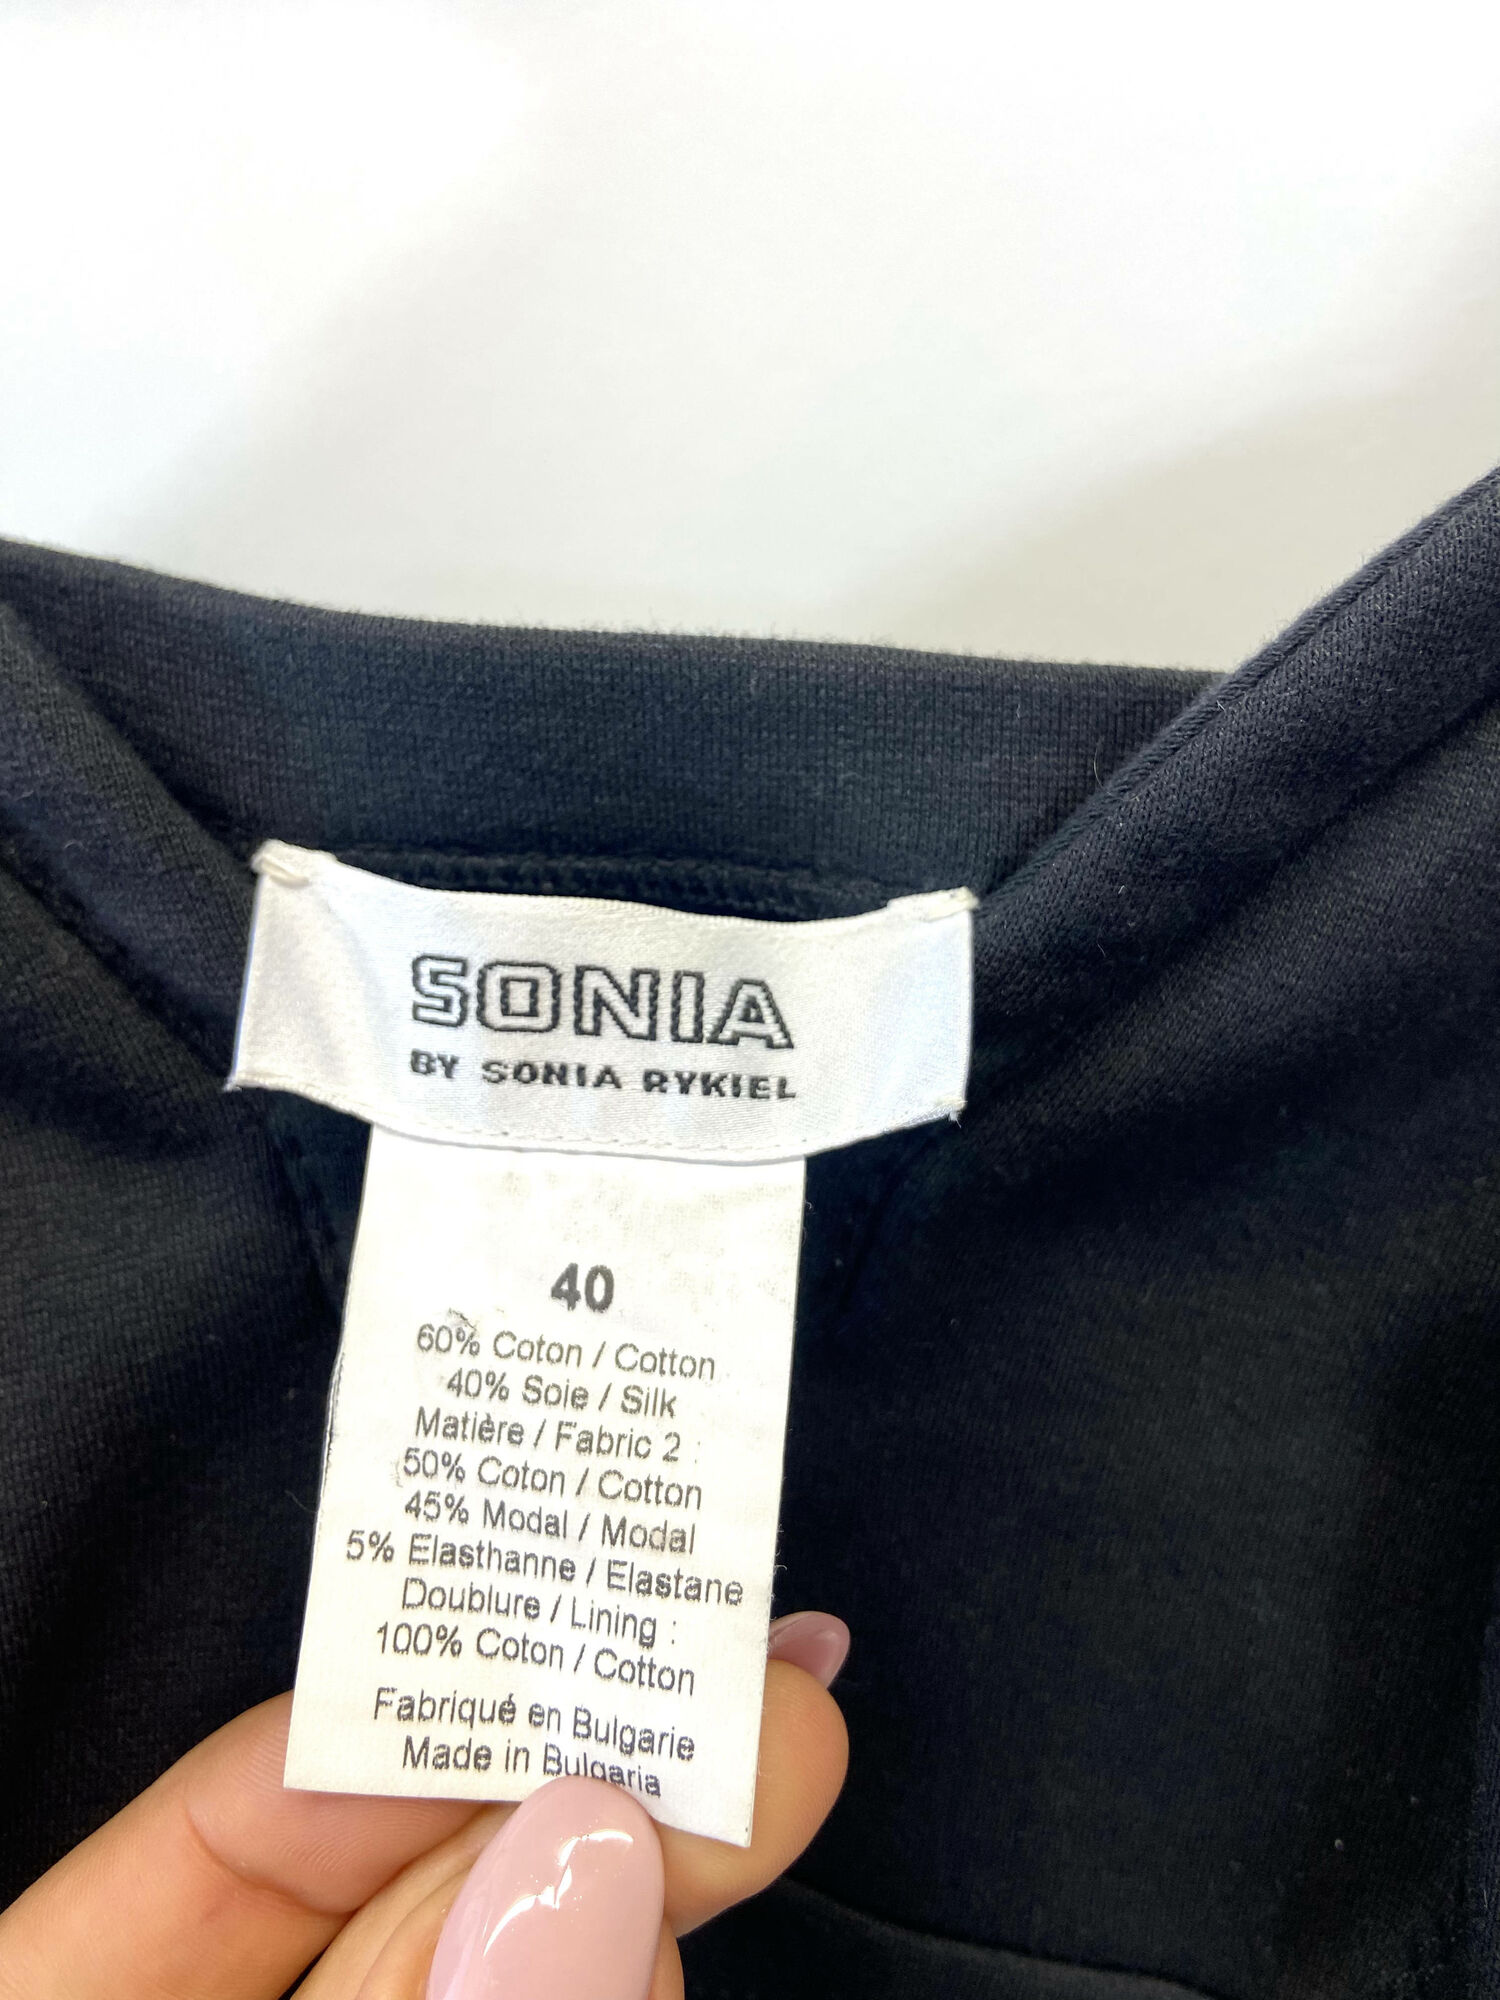 SONIA
BY SONIA RYKIEL
40
60% Coton / Cotton
40% Soie / Silk
Matière / Fabric 2 :
50% Coton / Cotton
45% Modal / Modal
5% Elasthanne / Elastane
Doublure / Lining :
100% Coton / Cotton
Fabriqué en Bulgarie
Made in Bulgaria